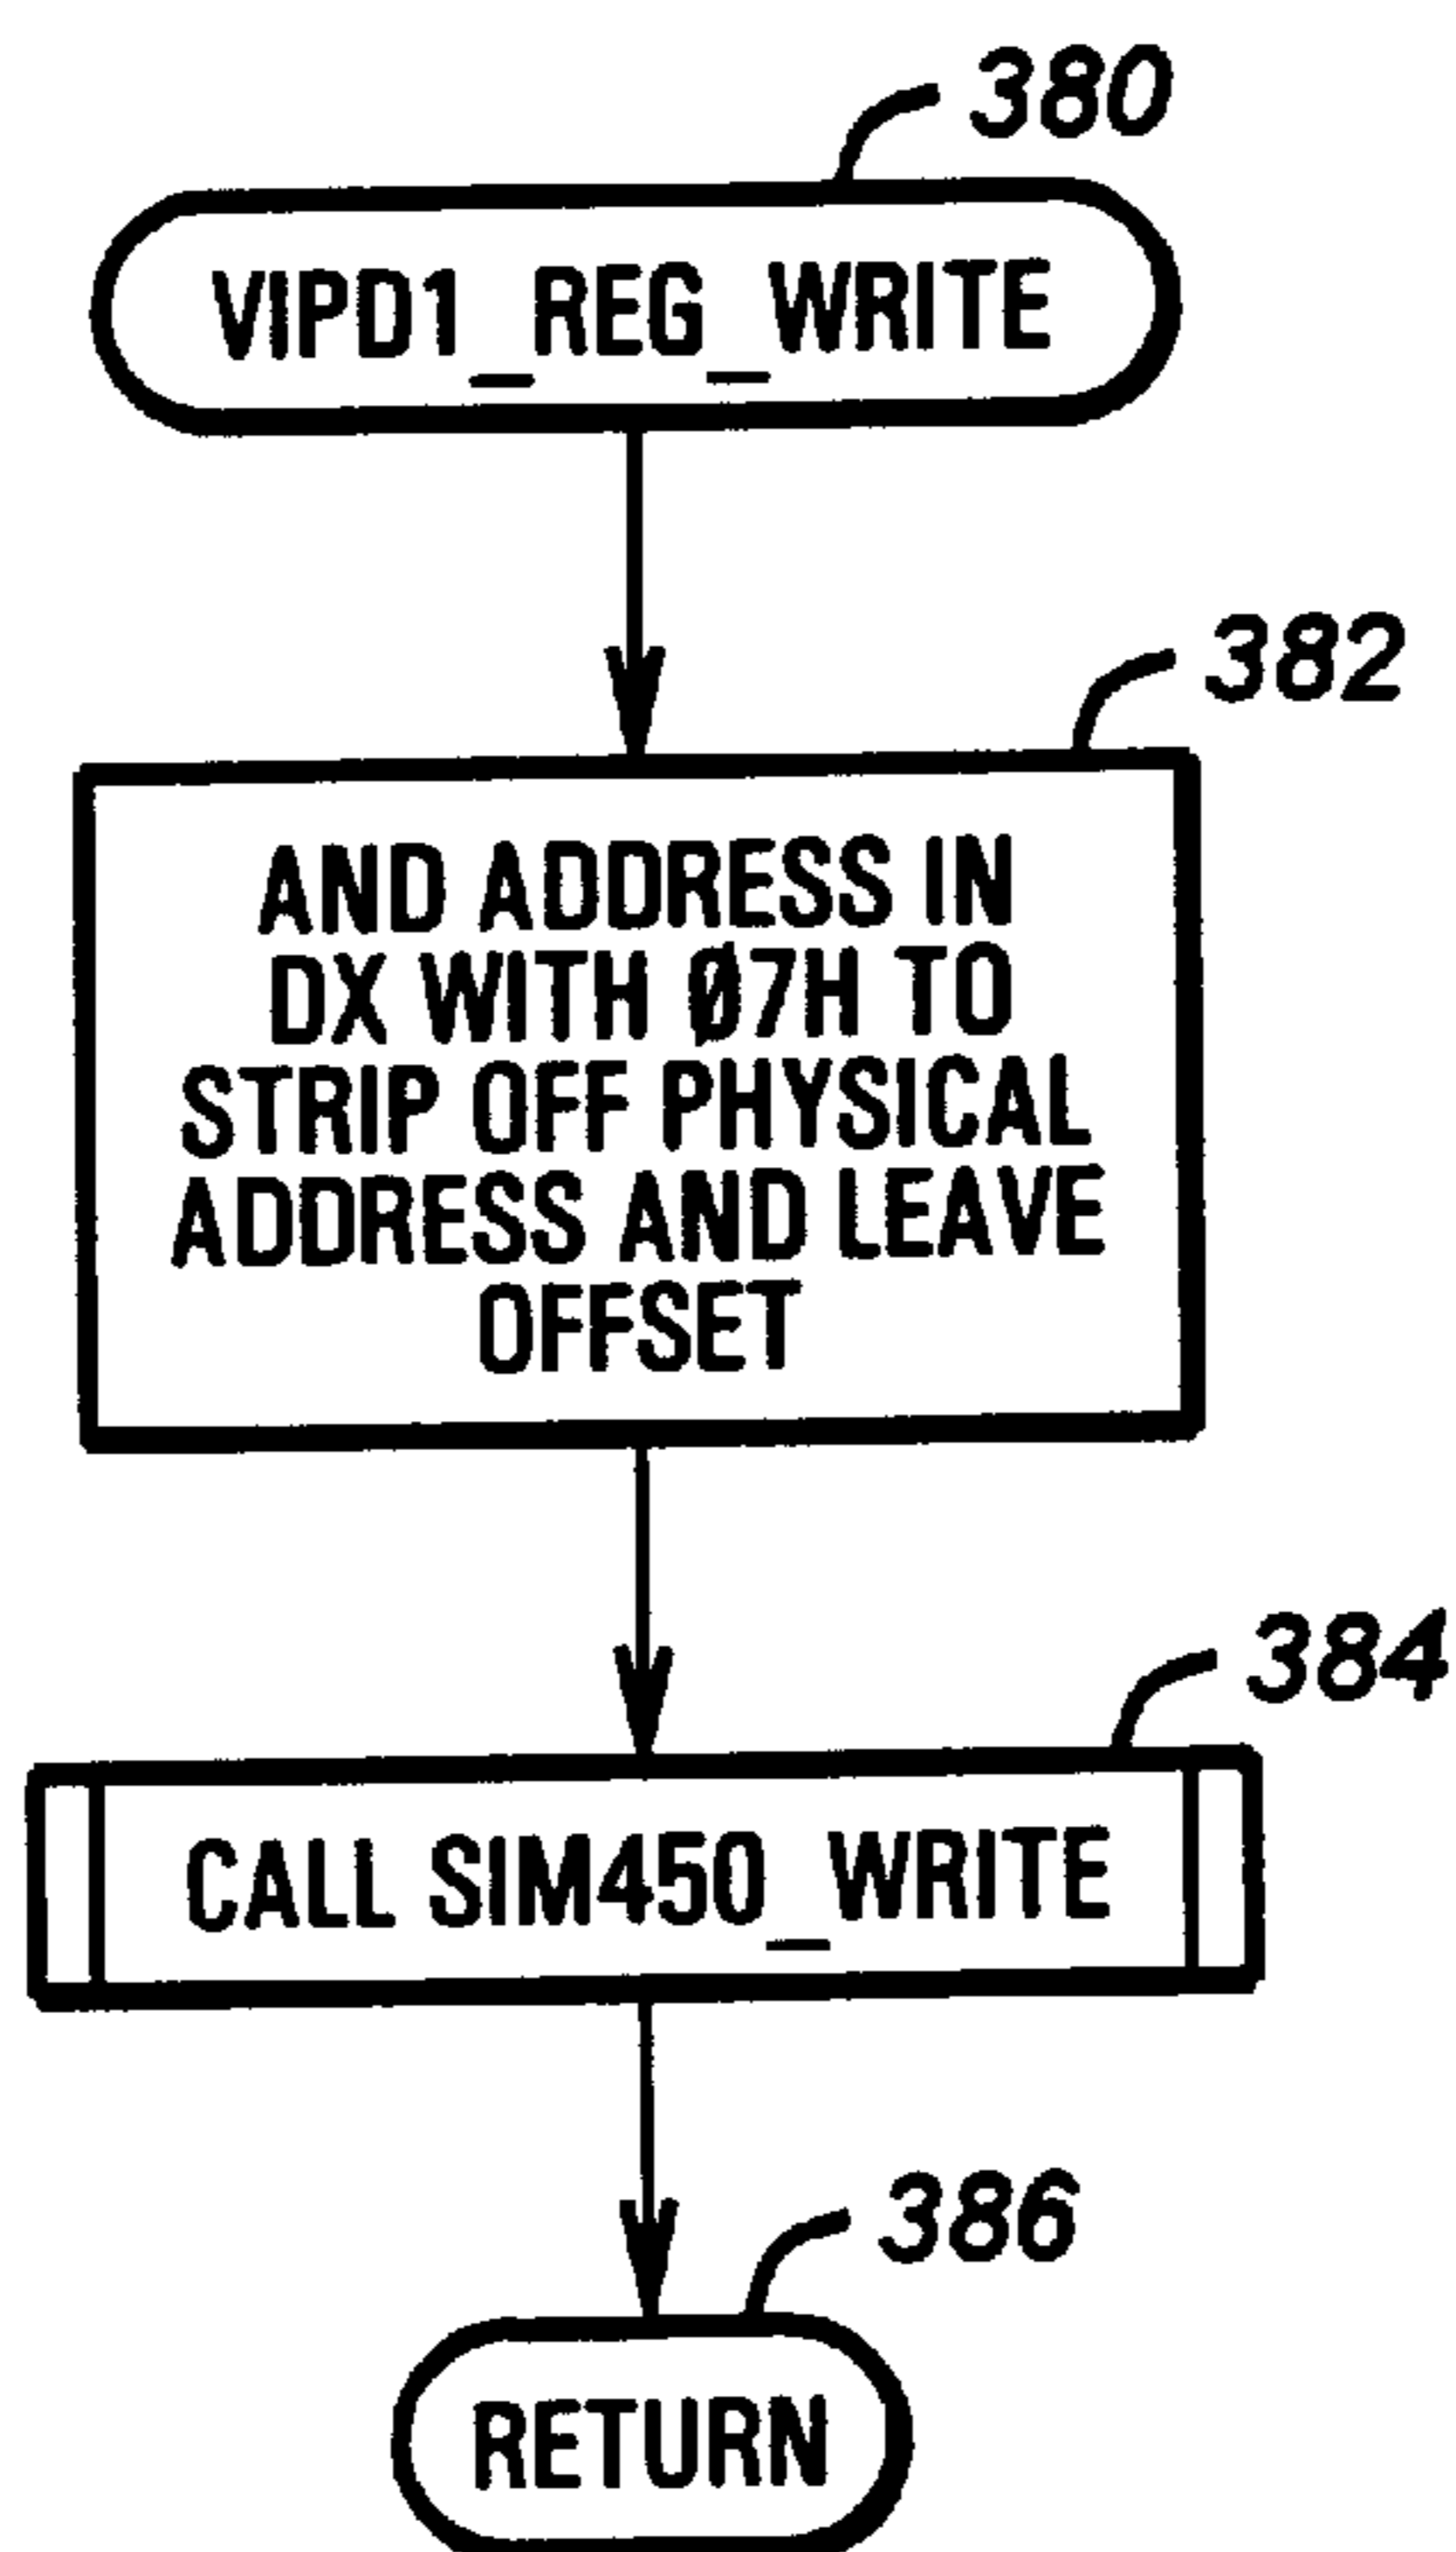 380
VIPD1_REG_WRITE
382
AND ADDRESS IN
DX WITH Ø7H TO
STRIP OFF PHYSICAL
ADDRESS AND LEAVE
OFFSET
384
CALL SIM450_WRITE
386
RETURN